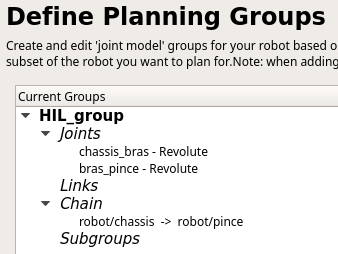 Define Planning Groups
Create and edit 'joint model' groups for your robot based o
subset of the robot you want to plan for.Note: when adding
Current Groups
HIL_group
Joints
chassis_bras - Revolute
bras_pince - Revolute
Links
Chain
robot/chassis -> robot/pince
Subgroups